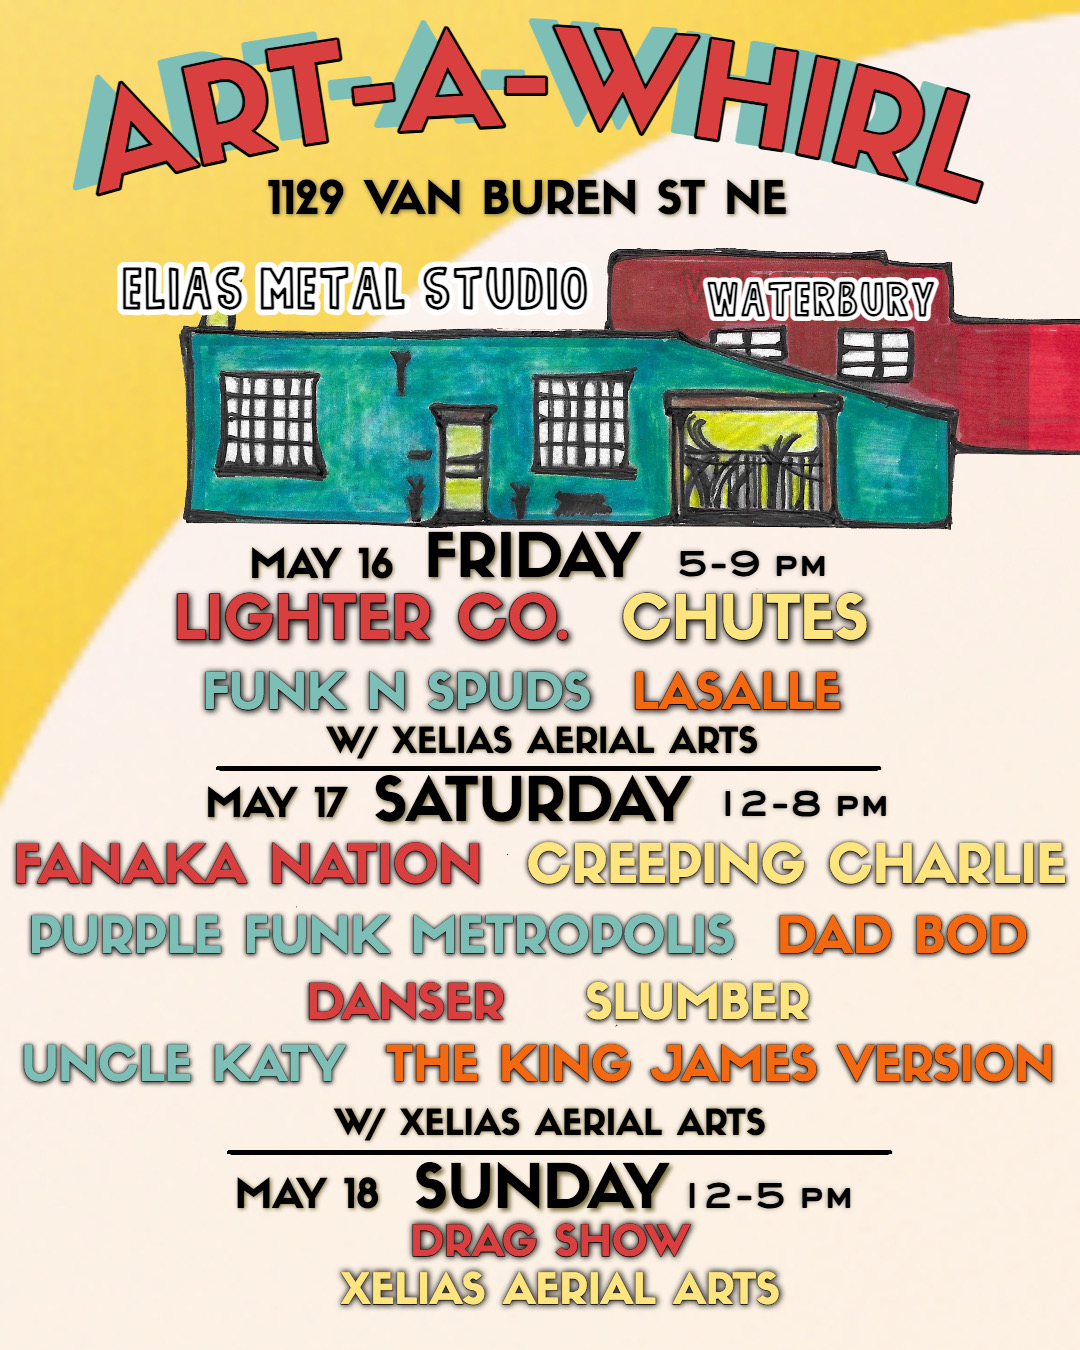 ART-A-WHIRL
1129 VAN BUREN ST NE
ELIAS METAL STUDIO
WATERBURY
MAY 16 FRIDAY 5-9 PM
LIGHTER CO. CHUTES
FUNK N SPUDS LASALLE
W/ XELIAS AERIAL ARTS
MAY 17 SATURDAY 12-8 PM
FANAKA NATION CREEPING CHARLIE
PURPLE FUNK METROPOLIS DAD BOD
DANSER SLUMBER
UNCLE KATY THE KING JAMES VERSION
W/ XELIAS AERIAL ARTS
MAY 18 SUNDAY 12-5 PM
DRAG SHOW
XELIAS AERIAL ARTS